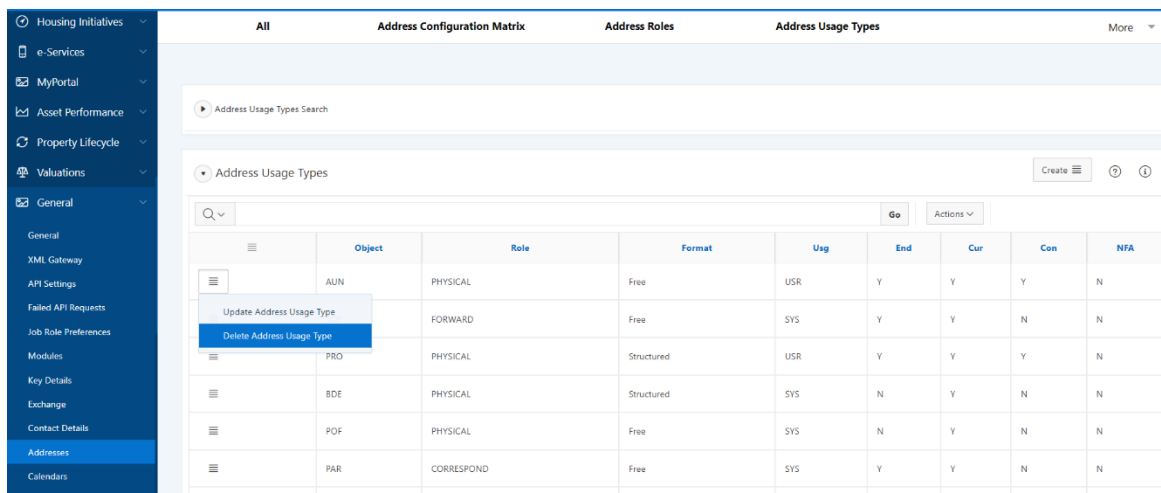 Housing Initiatives
e-Services
MyPortal
Asset Performance
Property Lifecycle
Valuations
General
General
XML Gateway
API Settings
Failed API Requests
Job Role Preferences
Modules
Key Details
Exchange
Contact Details
Addresses
Calendars
All Address Configuration Matrix Address Roles Address Usage Types More
Address Usage Types Search
Address Usage Types Create
Go Actions
Object Role Format Usg End Cur Con NFA
AUN PHYSICAL Free USR Y Y Y N
Update Address Usage Type
FORWARD Free SYS Y Y N N
Delete Address Usage Type
PRO PHYSICAL Structured USR Y Y Y N
BDE PHYSICAL Structured SYS N Y N N
POF PHYSICAL Free SYS N Y N N
PAR CORRESPOND Free SYS Y Y N N